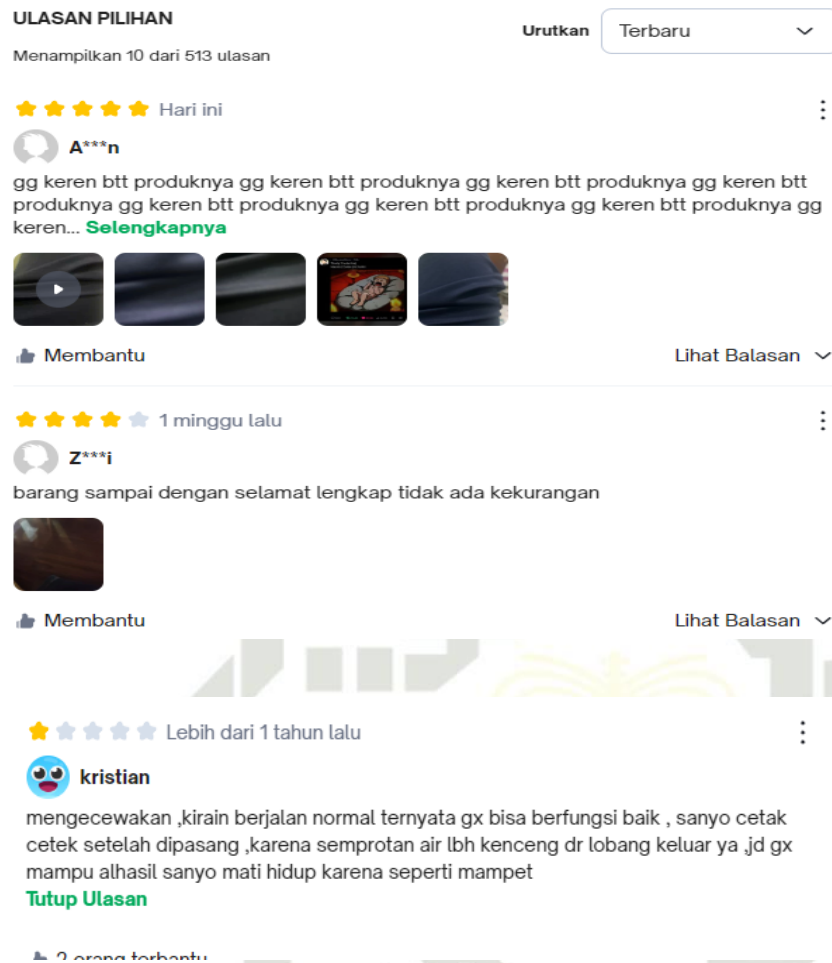 ULASAN PILIHAN
Urutkan Terbaru
Menampilkan 10 dari 513 ulasan
Hari ini
A***n
gg keren btt produknya gg keren btt produknya gg keren btt produknya gg keren btt
produknya gg keren btt produknya gg keren btt produknya gg keren btt produknya gg
keren... Selengkapnya
Membantu Lihat Balasan
1 minggu lalu
Z***i
barang sampai dengan selamat lengkap tidak ada kekurangan
Membantu Lihat Balasan
Lebih dari 1 tahun lalu
kristian
mengecewakan ,kirain berjalan normal ternyata gx bisa berfungsi baik , sanyo cetak
cetek setelah dipasang ,karena semprotan air lbh kenceng dr lobang keluar ya ,jd gx
mampu alhasil sanyo mati hidup karena seperti mampet
Tutup Ulasan
2 orang terbantu